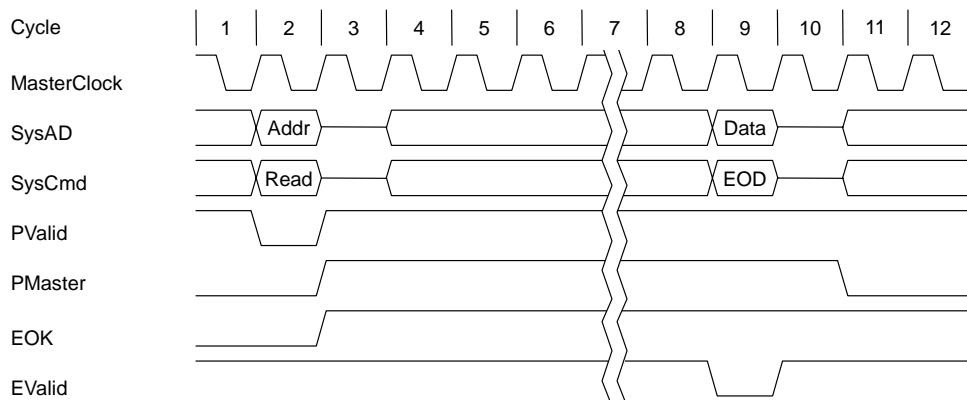 Cycle 1 2 3 4 5 6 7 8 9 10 11 12
MasterClock
SysAD Addr Data
SysCmd Read EOD
PValid
PMaster
EOK
EValid